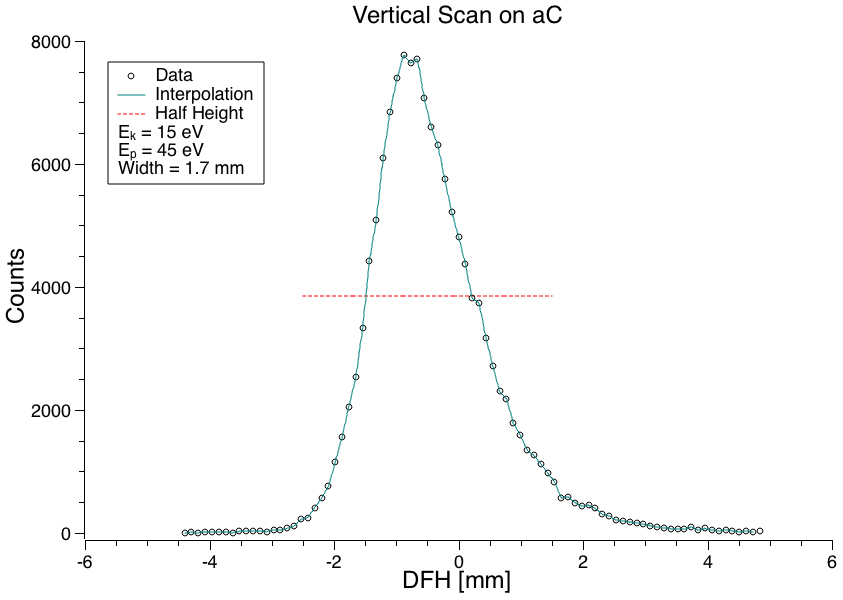 Vertical Scan on aC
8000
6000
4000
2000
0
Counts
Data
Interpolation
Half Height
Eₖ = 15 eV
Eₚ = 45 eV
Width = 1.7 mm
-6
-4
-2
0
2
4
6
DFH [mm]